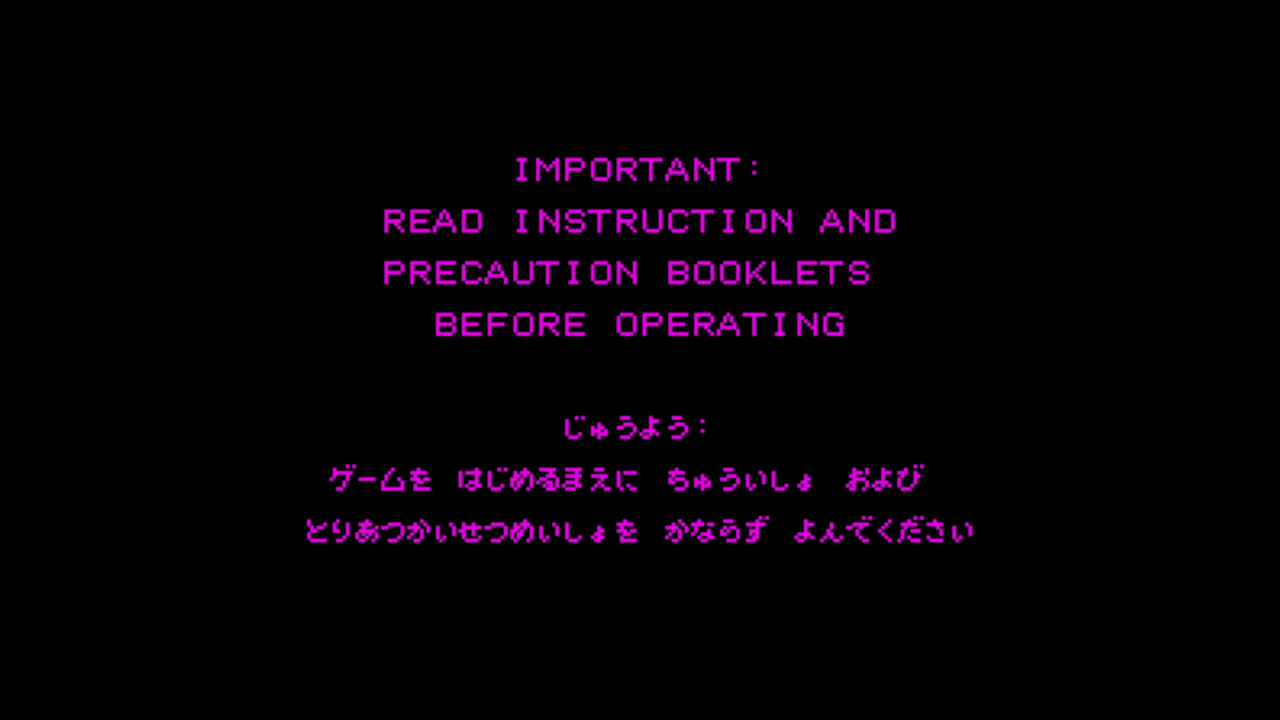 IMPORTANT:
READ INSTRUCTION AND
PRECAUTION BOOKLETS
BEFORE OPERATING
じゅうよう:
ゲームを はじめるまえに ちゅういしょ および
とりあつかいせつめいしょを かならず よんでください